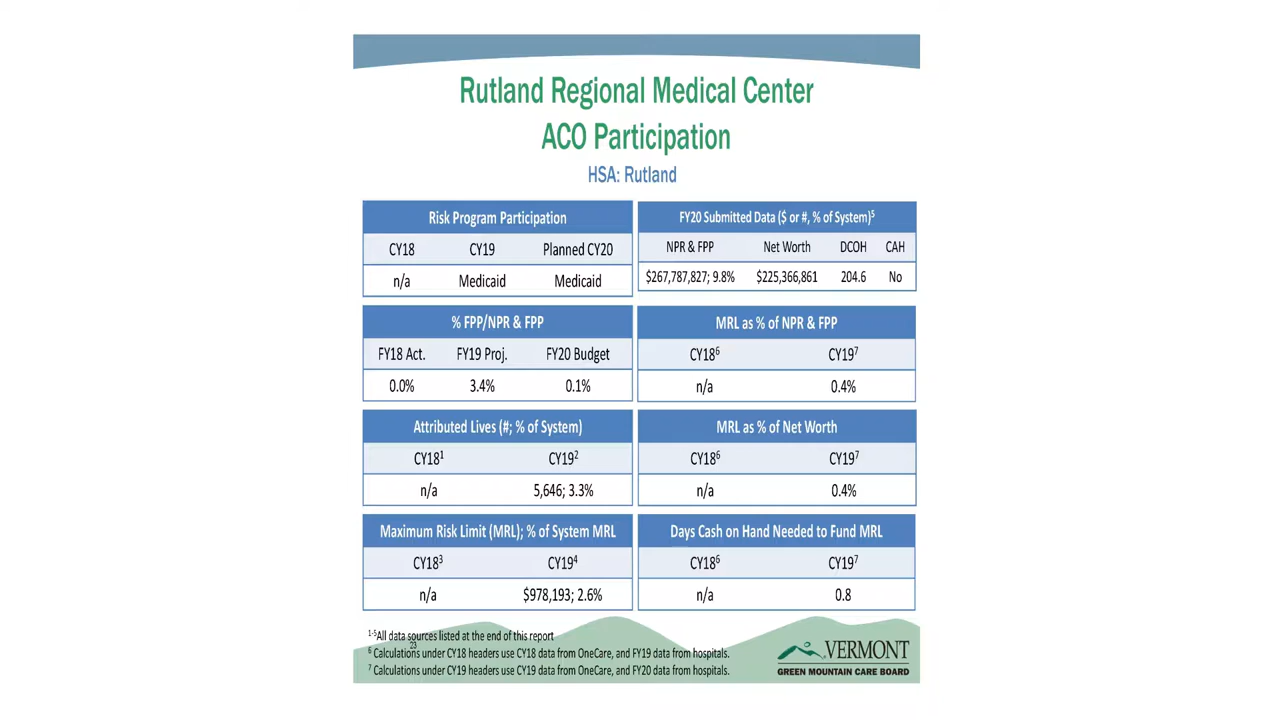 Rutland Regional Medical Center
ACO Participation
HSA: Rutland
Risk Program Participation
CY18 CY19 Planned CY20
n/a Medicaid Medicaid
FY20 Submitted Data ($ or #, % of System)⁵
NPR & FPP Net Worth DCOH CAH
$267,787,827; 9.8% $225,366,861 204.6 No
% FPP/NPR & FPP
FY18 Act. FY19 Proj. FY20 Budget
0.0% 3.4% 0.1%
MRL as % of NPR & FPP
CY18⁶ CY19⁷
n/a 0.4%
Attributed Lives (#; % of System)
CY18¹ CY19²
n/a 5,646; 3.3%
MRL as % of Net Worth
CY18⁶ CY19⁷
n/a 0.4%
Maximum Risk Limit (MRL); % of System MRL
CY18³ CY19⁴
n/a $978,193; 2.6%
Days Cash on Hand Needed to Fund MRL
CY18⁶ CY19⁷
n/a 0.8
¹⁻⁵All data sources listed at the end of this report
23
⁶ Calculations under CY18 headers use CY18 data from OneCare, and FY19 data from hospitals.
⁷ Calculations under CY19 headers use CY19 data from OneCare, and FY20 data from hospitals.
VERMONT
GREEN MOUNTAIN CARE BOARD